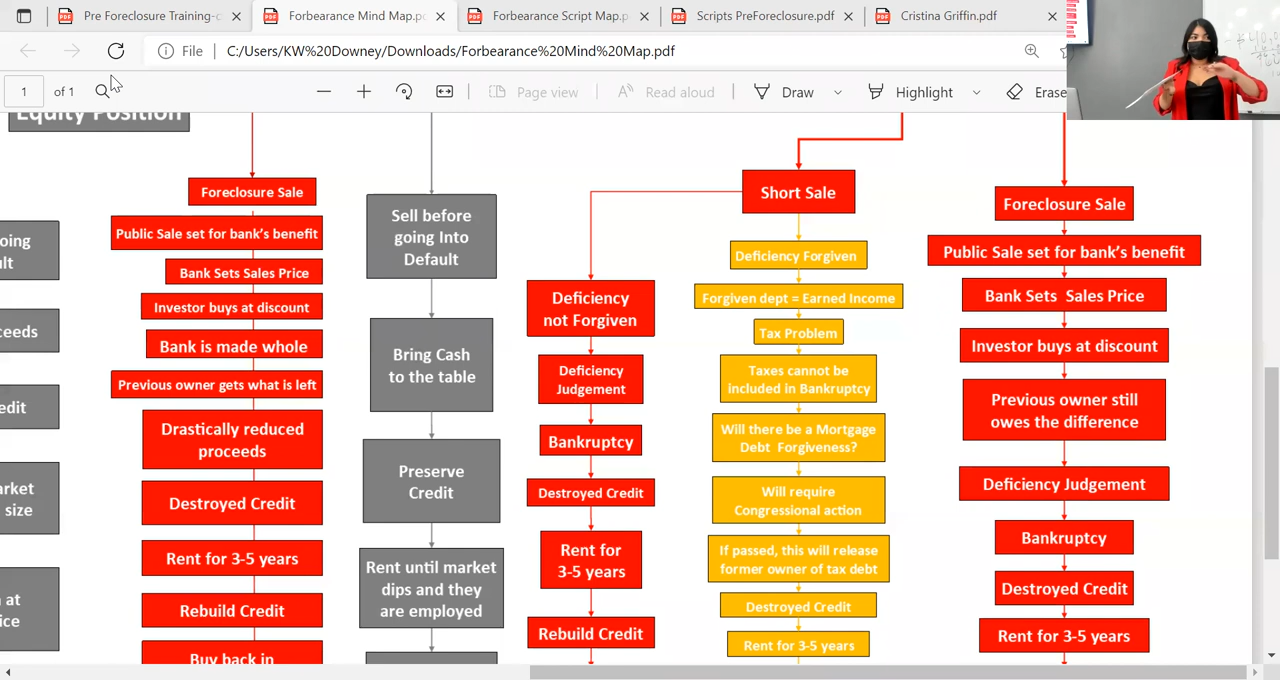 Pre Foreclosure Training-c
Forbearance Mind Map.pd
Forbearance Script Map.p
Scripts PreForeclosure.pdf
Cristina Griffin.pdf
File
C:/Users/KW%20Downey/Downloads/Forbearance%20Mind%20Map.pdf
1
of 1
Page view
Read aloud
Draw
Highlight
Erase
Equity Position
oing
ult
ceeds
edit
arket
size
n at
ice
Foreclosure Sale
Public Sale set for bank's benefit
Bank Sets Sales Price
Investor buys at discount
Bank is made whole
Previous owner gets what is left
Drastically reduced
proceeds
Destroyed Credit
Rent for 3-5 years
Rebuild Credit
Buy back in
Sell before
going Into
Default
Bring Cash
to the table
Preserve
Credit
Rent until market
dips and they
are employed
Deficiency
not Forgiven
Deficiency
Judgement
Bankruptcy
Destroyed Credit
Rent for
3-5 years
Rebuild Credit
Short Sale
Deficiency Forgiven
Forgiven dept = Earned Income
Tax Problem
Taxes cannot be
included in Bankruptcy
Will there be a Mortgage
Debt Forgiveness?
Will require
Congressional action
If passed, this will release
former owner of tax debt
Destroyed Credit
Rent for 3-5 years
Foreclosure Sale
Public Sale set for bank's benefit
Bank Sets Sales Price
Investor buys at discount
Previous owner still
owes the difference
Deficiency Judgement
Bankruptcy
Destroyed Credit
Rent for 3-5 years